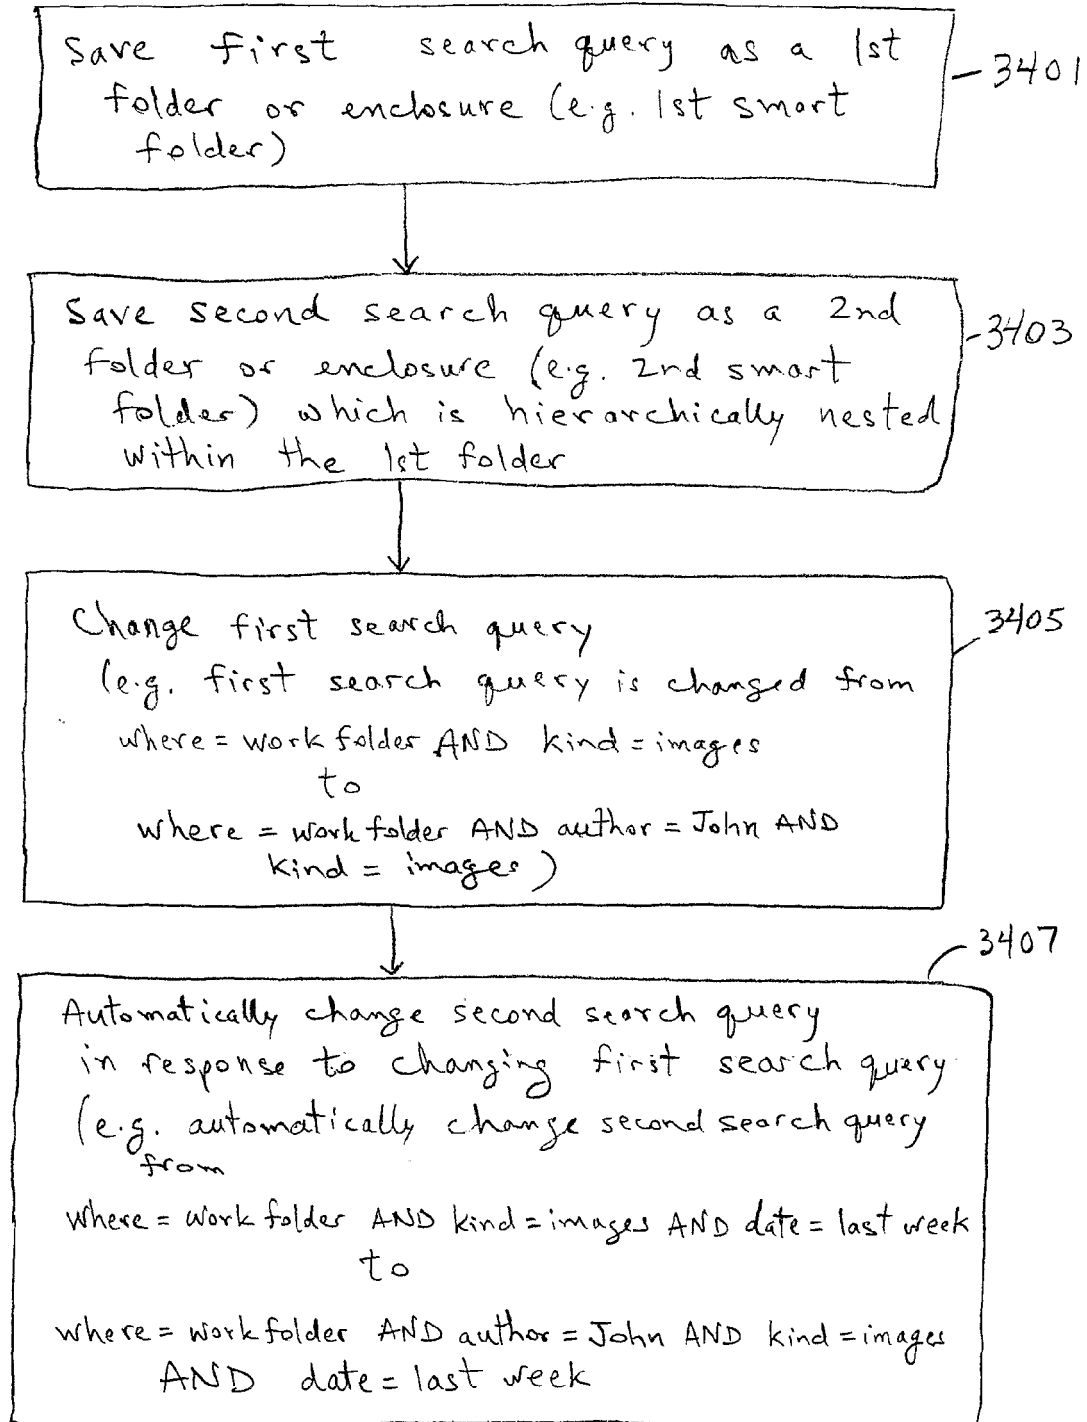 Save first search query as a 1st
folder or enclosure (e.g. 1st smart
folder)
3401
Save second search query as a 2nd
folder or enclosure (e.g. 2nd smart
folder) which is hierarchically nested
within the 1st folder
3403
Change first search query
(e.g. first search query is changed from
where = work folder AND kind = images
to
where = work folder AND author = John AND
kind = images)
3405
3407
Automatically change second search query
in response to changing first search query
(e.g. automatically change second search query
from
where = work folder AND kind = images AND date = last week
to
where = work folder AND author = John AND kind = images
AND date = last week